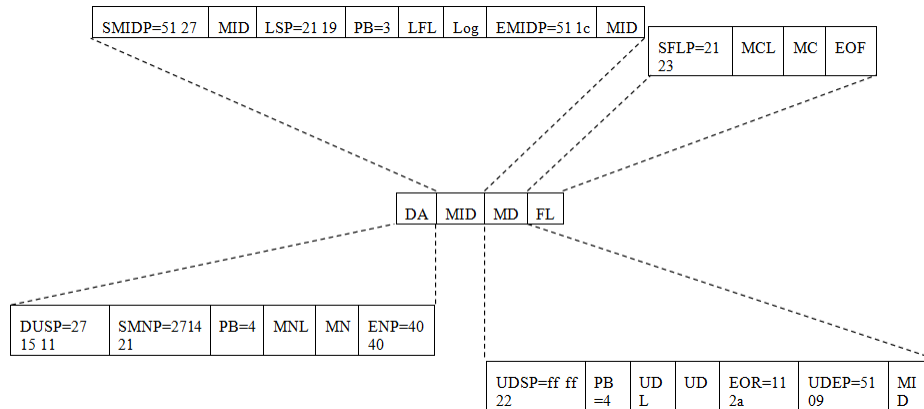 SMIDP=51 27 MID LSP=21 19 PB=3 LFL Log EMIDP=51 1c MID
SFLP=21 MCL MC EOF
23
DA MID MD FL
DUSP=27 SMNP=2714 PB=4 MNL MN ENP=40
15 11 21 40
UDSP=ff ff PB UD UD EOR=11 UDEP=51 MI
22 =4 L 2a 09 D